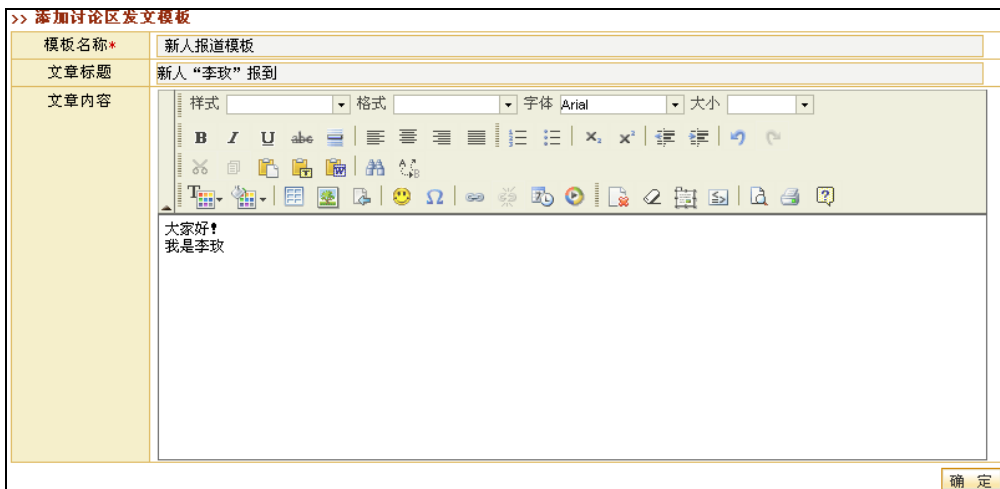 >> 添加讨论区发文模板
模板名称*
新人报道模板
文章标题
新人“李玫”报到
文章内容
样式 格式 字体 Arial 大小
B I U abc
大家好!
我是李玫
确 定